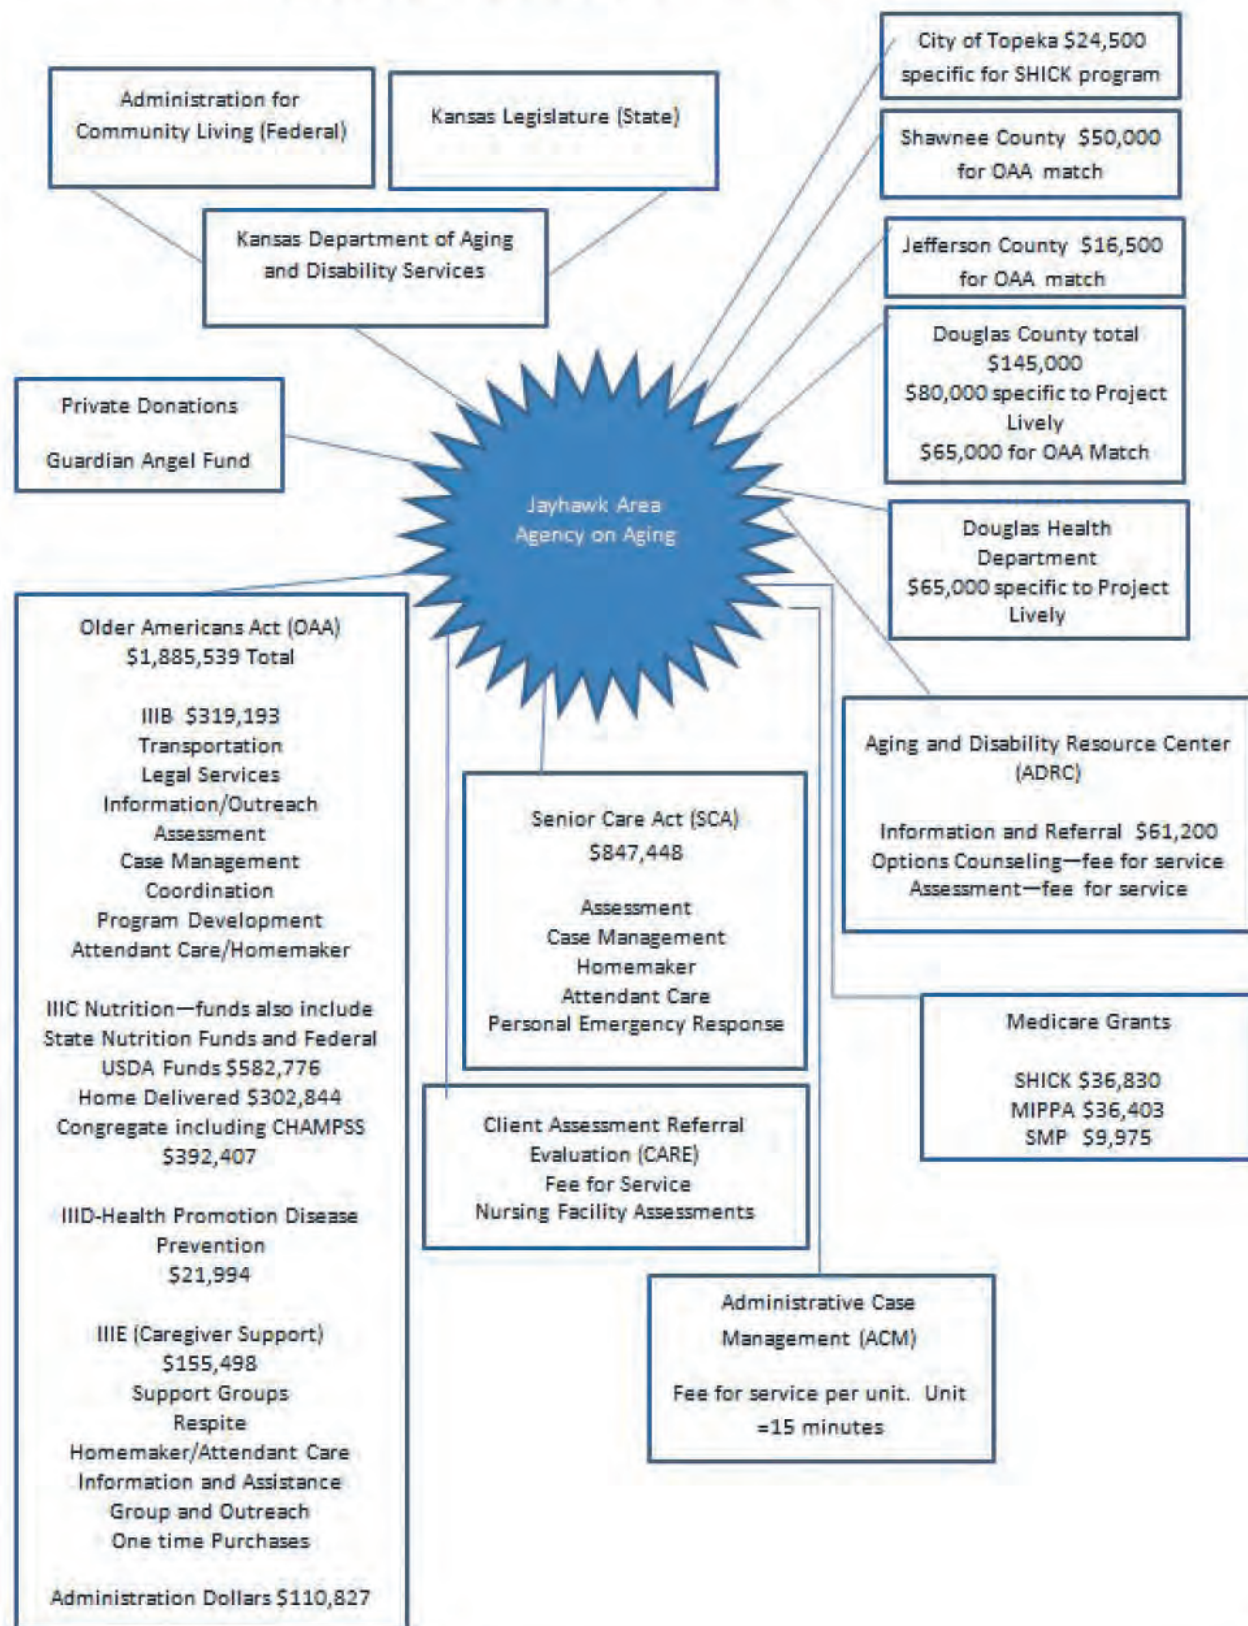 Administration for
Community Living (Federal)
Kansas Legislature (State)
Kansas Department of Aging
and Disability Services
Private Donations
Guardian Angel Fund
City of Topeka $24,500
specific for SHICK program
Shawnee County  $50,000
for OAA  match
Jefferson County  $16,500
for OAA  match
Douglas County total
$145,000
$80,000 specific to Project
Lively
$65,000 for OAA Match
Jayhawk Area
Agency on Aging
Douglas Health
Department
$65,000 specific to Project
Lively
Older Americans Act (OAA)
$1,885,539 Total
IIIB  $319,193
Transportation
Legal Services
Information/Outreach
Assessment
Case Management
Coordination
Program Development
Attendant Care/Homemaker
IIIC Nutrition—funds also include
State Nutrition Funds and Federal
USDA Funds $582,776
Home Delivered $302,844
Congregate including CHAMPSS
$392,407
IIID-Health Promotion Disease
Prevention
$21,994
IIIE (Caregiver Support)
$155,498
Support Groups
Respite
Homemaker/Attendant Care
Information and Assistance
Group and Outreach
One time Purchases
Administration Dollars $110,827
Senior Care Act (SCA)
$847,448
Assessment
Case Management
Homemaker
Attendant Care
Personal Emergency Response
Client Assessment Referral
Evaluation (CARE)
Fee for Service
Nursing Facility Assessments
Aging and Disability Resource Center
(ADRC)
Information and Referral  $61,200
Options Counseling—fee for service
Assessment—fee for service
Medicare Grants
SHICK $36,830
MIPPA $36,403
SMP  $9,975
Administrative Case
Management (ACM)
Fee for service per unit.  Unit
=15 minutes